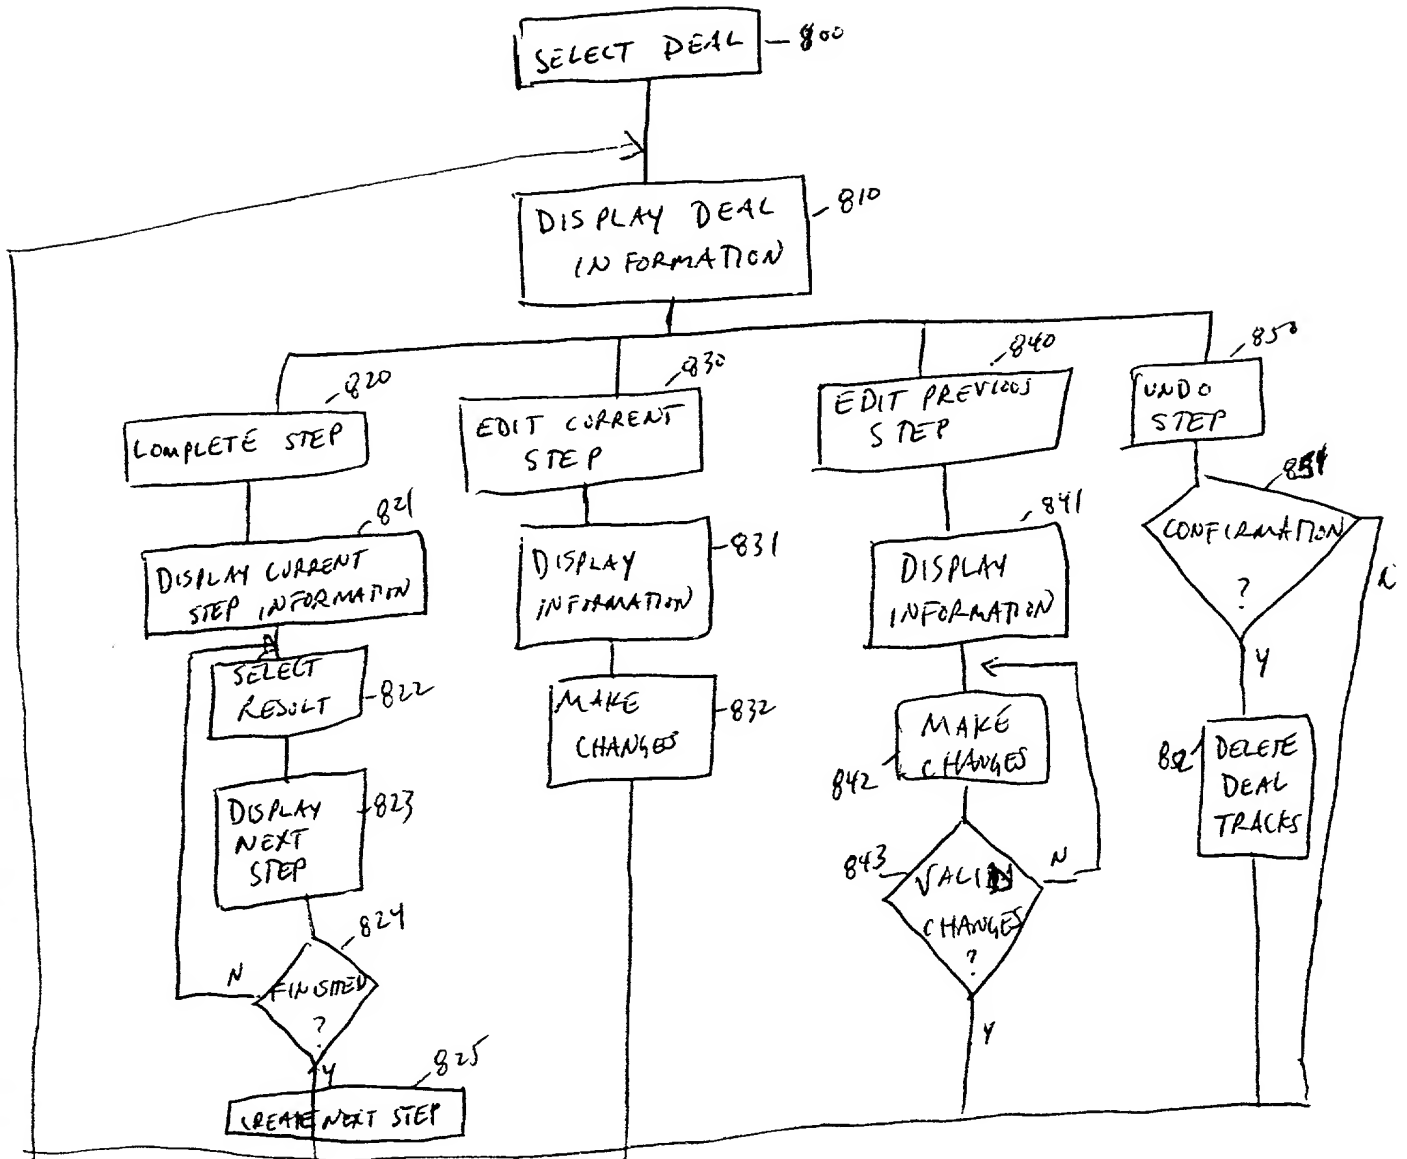 SELECT DEAL
800
DISPLAY DEAL
INFORMATION
810
820
COMPLETE STEP
821
DISPLAY CURRENT
STEP INFORMATION
SELECT
RESULT
822
DISPLAY
NEXT
STEP
823
824
FINISHED
?
N
Y
825
CREATE NEXT STEP
830
EDIT CURRENT
STEP
DISPLAY
INFORMATION
831
MAKE
CHANGES
832
840
EDIT PREVIOUS
STEP
841
DISPLAY
INFORMATION
MAKE
CHANGES
842
843
VALID
CHANGES
?
N
Y
850
UNDO
STEP
CONFIRMATION
?
Y
852
DELETE
DEAL
TRACKS